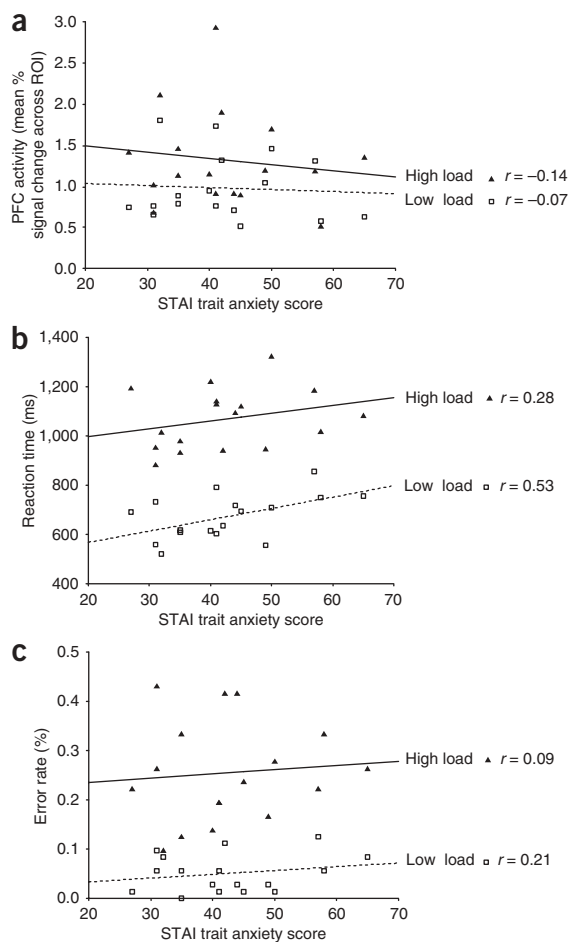 a
PFC activity (mean %
signal change across ROI)
3.0
2.5
2.0
1.5
1.0
0.5
0.0
20 30 40 50 60 70
STAI trait anxiety score
High load ▲ r = –0.14
Low load □ r = –0.07
b
Reaction time (ms)
1,400
1,200
1,000
800
600
400
20 30 40 50 60 70
STAI trait anxiety score
High load ▲ r = 0.28
Low load □ r = 0.53
c
Error rate (%)
0.5
0.4
0.3
0.2
0.1
0.0
20 30 40 50 60 70
STAI trait anxiety score
High load ▲ r = 0.09
Low load □ r = 0.21